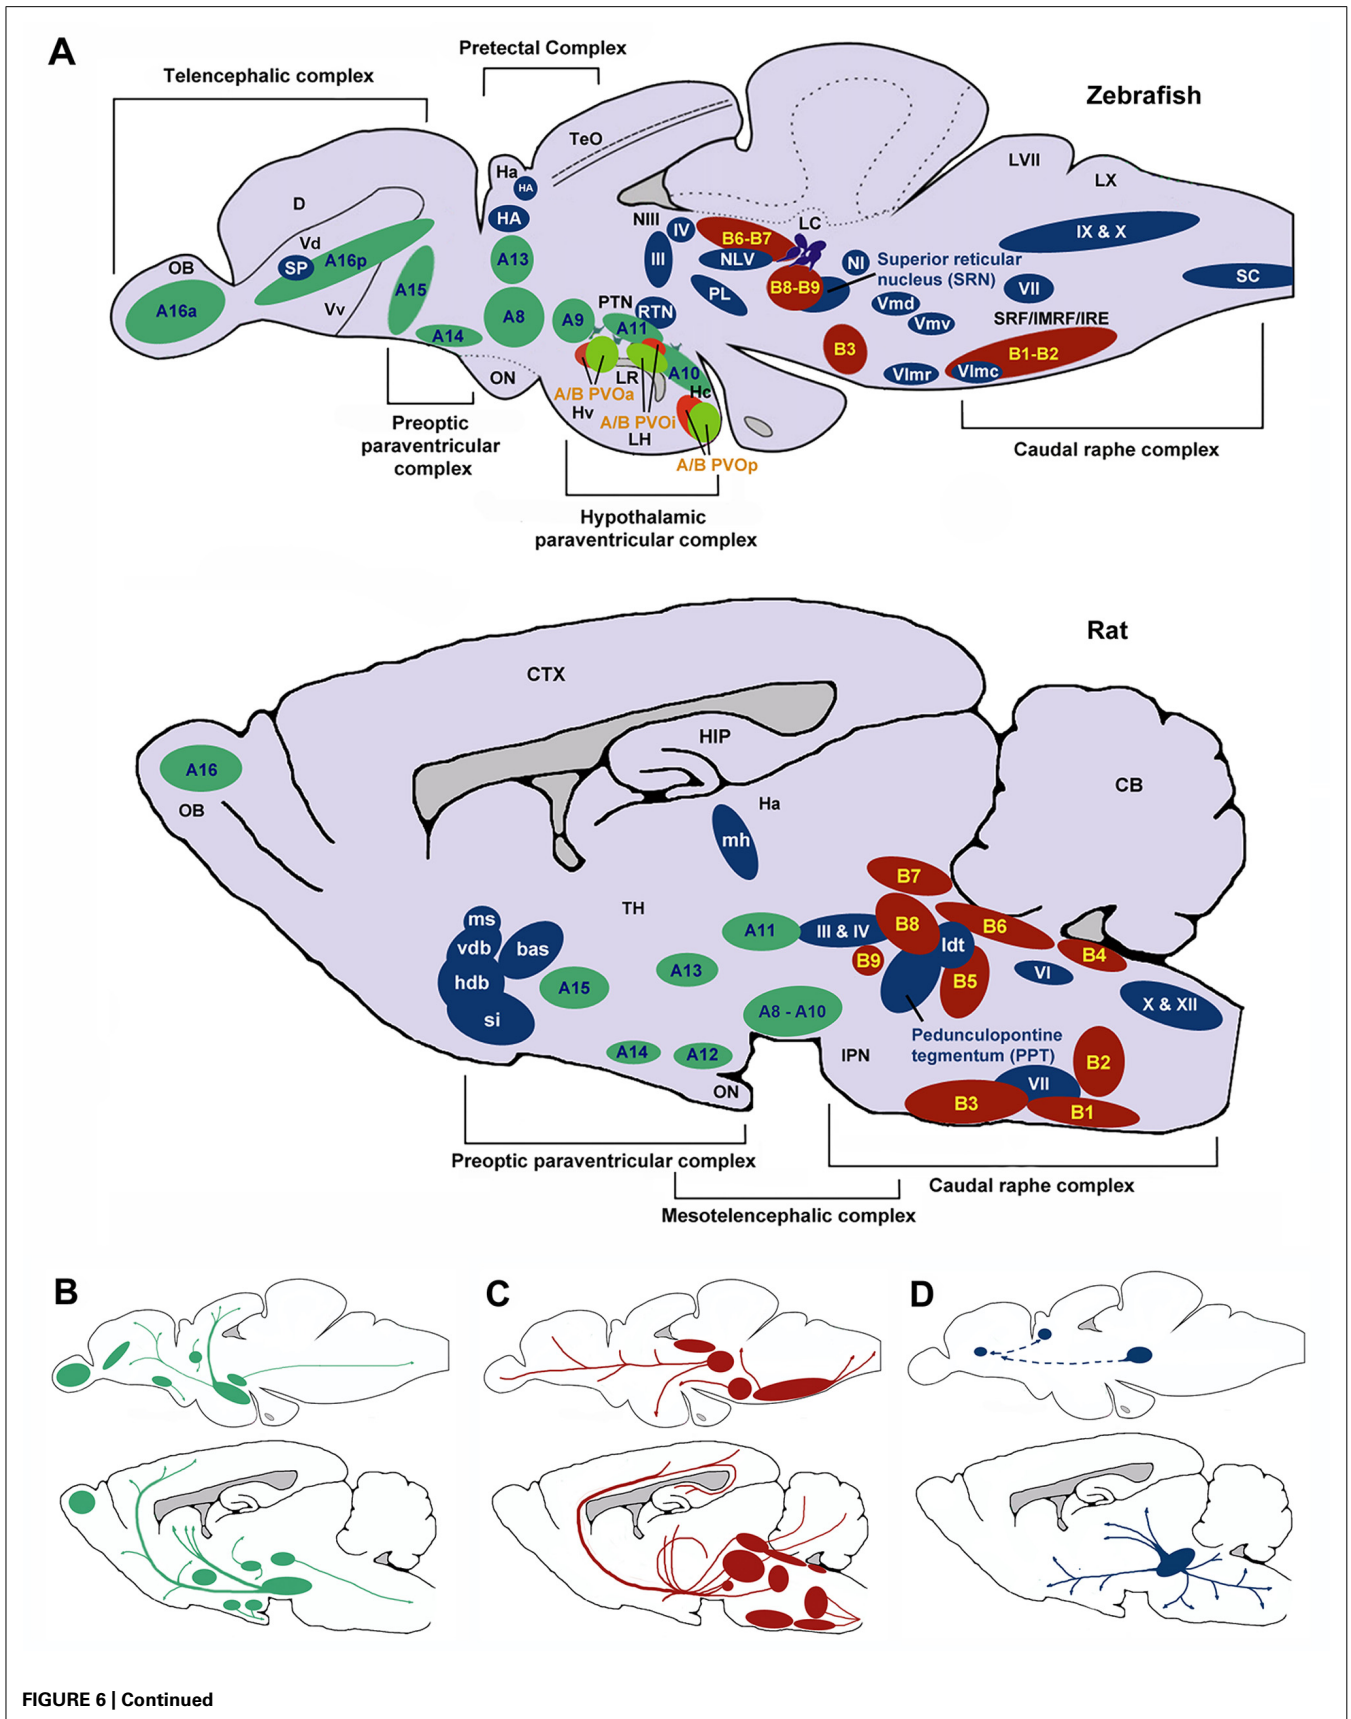 A
Pretectal Complex
Telencephalic complex
Zebrafish
TeO
LVII
Ha
HA
LX
D
HA
NIII
IV
LC
Vd
B6-B7
IX & X
OB
SP
A16p
A13
III
NLV
NI
Superior reticular
nucleus (SRN)
SC
A15
B8-B9
PL
VII
A16a
Vv
A8
A9
PTN
RTN
Vmd
Vmv
SRF/IMRF/IRE
A14
A11
B3
B1-B2
ON
LR
A10
VImr
VImc
A/B PVOa
Hc
Hv
A/B PVOi
Preoptic
paraventricular
complex
LH
A/B PVOp
Caudal raphe complex
Hypothalamic
paraventricular complex
Rat
CTX
HIP
A16
CB
OB
Ha
mh
B7
TH
ms
A11
III & IV
B8
B6
vdb
bas
ldt
B9
B4
hdb
A15
A13
B5
VI
si
A8 - A10
X & XII
Pedunculopontine
tegmentum (PPT)
A14
A12
IPN
B2
ON
VII
B3
B1
Preoptic paraventricular complex
Caudal raphe complex
Mesotelencephalic complex
B
C
D
FIGURE 6 | Continued